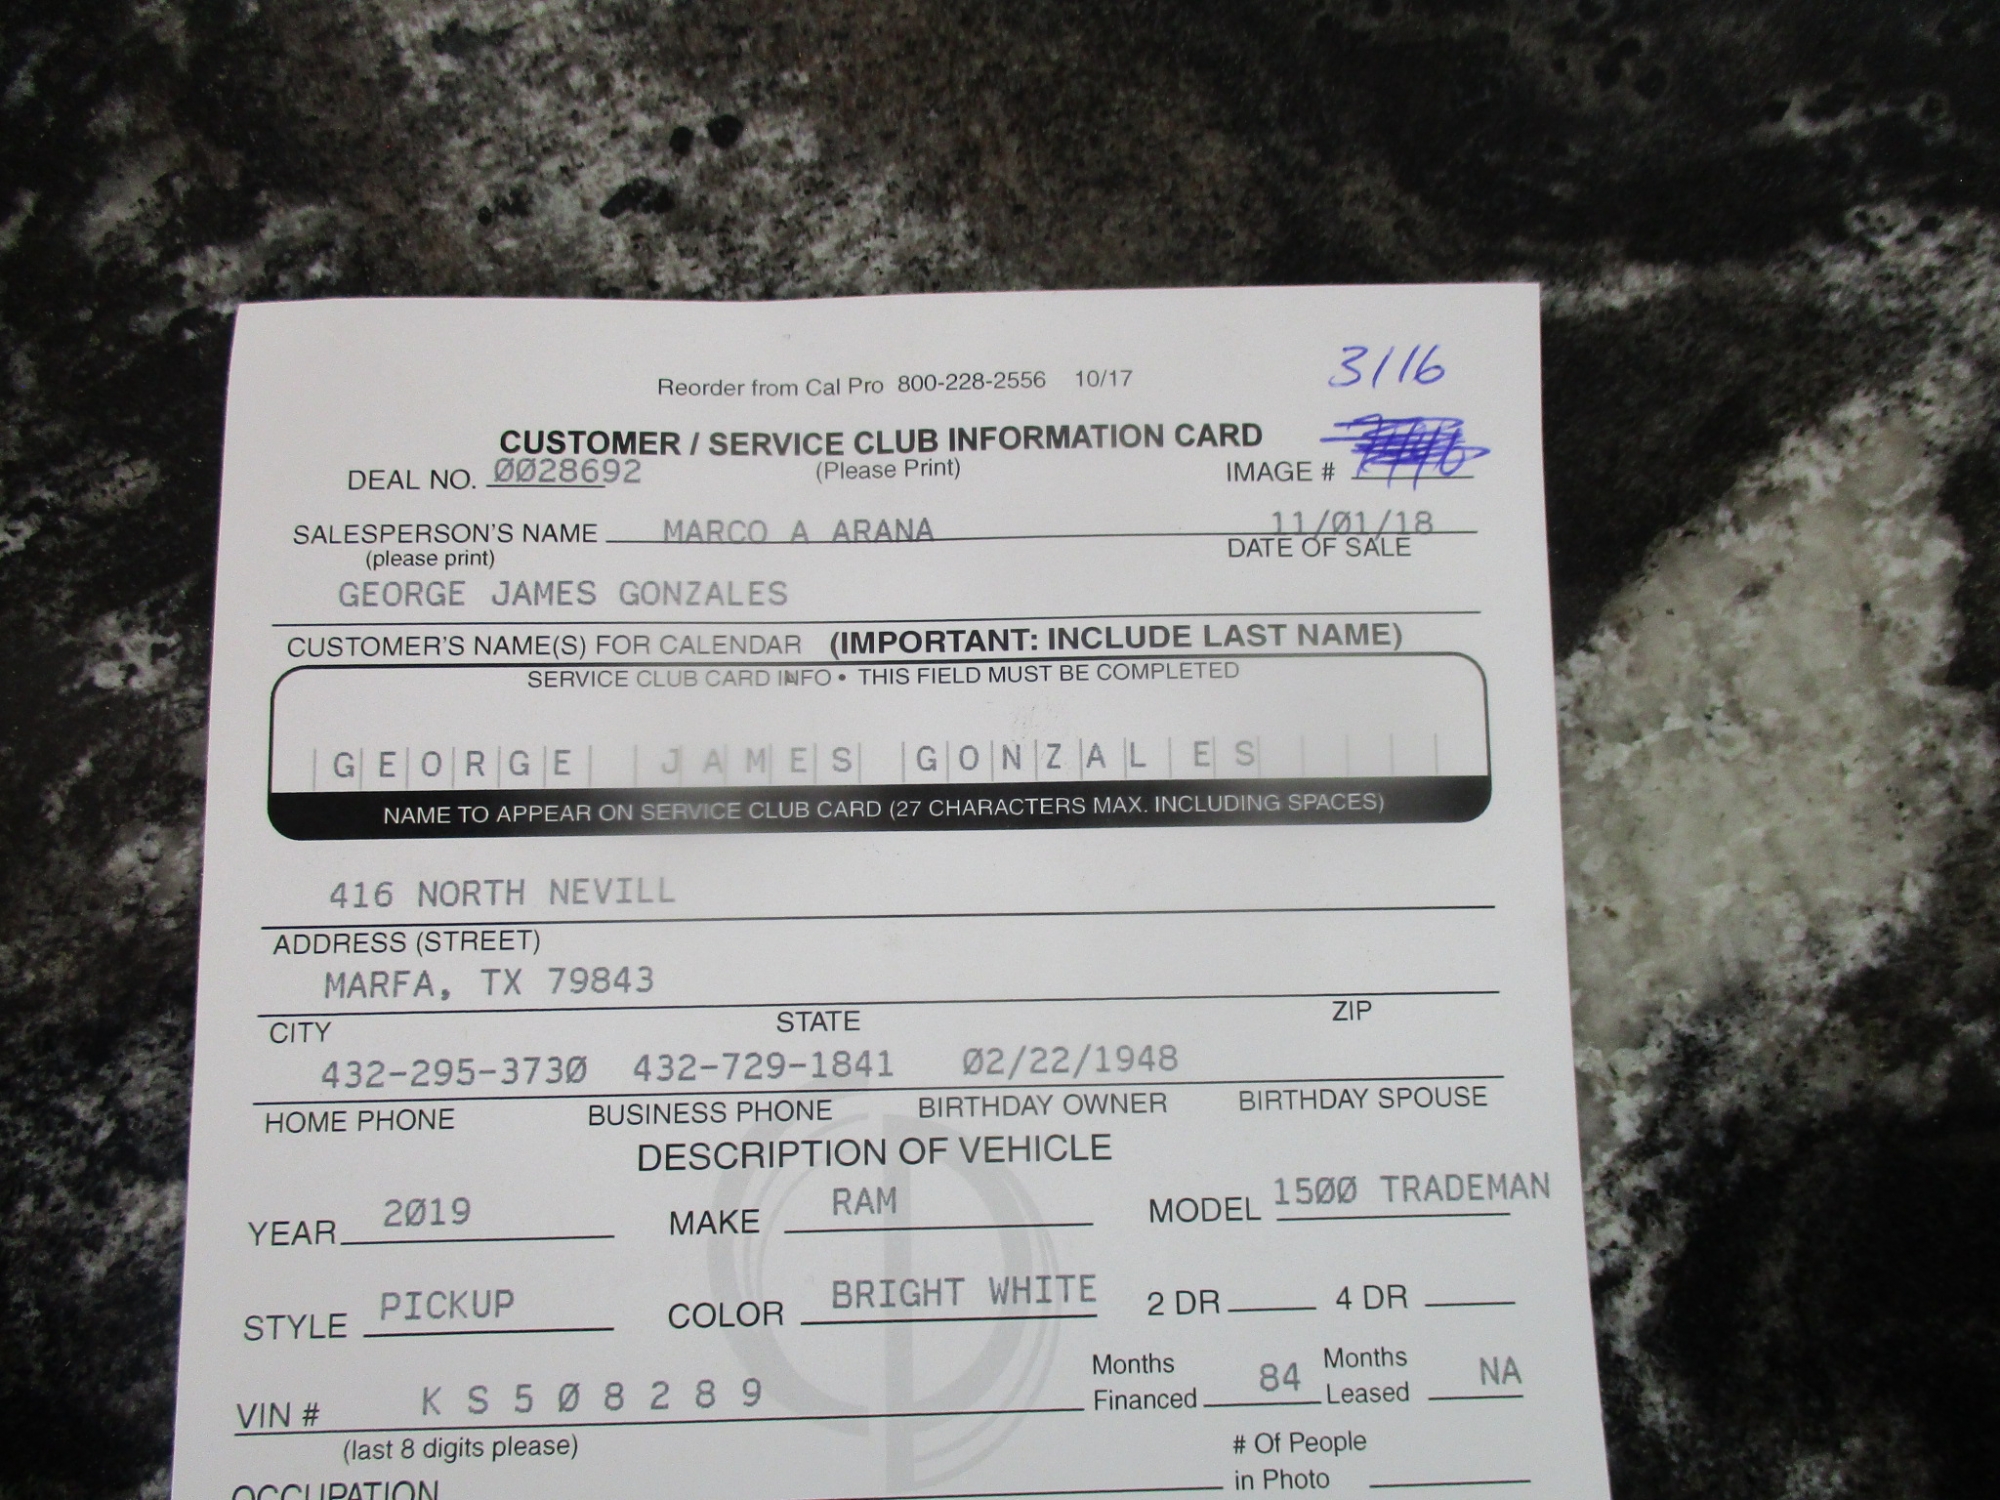 Reorder from Cal Pro 800-228-2556 10/17
3116
CUSTOMER / SERVICE CLUB INFORMATION CARD
DEAL NO. 0028692 (Please Print) IMAGE #
SALESPERSON'S NAME MARCO A ARANA 11/01/18
(please print) DATE OF SALE
GEORGE JAMES GONZALES
CUSTOMER'S NAME(S) FOR CALENDAR (IMPORTANT: INCLUDE LAST NAME)
SERVICE CLUB CARD INFO • THIS FIELD MUST BE COMPLETED
GEORGE JAMES GONZALES
NAME TO APPEAR ON SERVICE CLUB CARD (27 CHARACTERS MAX. INCLUDING SPACES)
416 NORTH NEVILL
ADDRESS (STREET)
MARFA, TX 79843
CITY STATE ZIP
432-295-3730 432-729-1841 02/22/1948
HOME PHONE BUSINESS PHONE BIRTHDAY OWNER BIRTHDAY SPOUSE
DESCRIPTION OF VEHICLE
YEAR 2019 MAKE RAM MODEL 1500 TRADEMAN
STYLE PICKUP COLOR BRIGHT WHITE 2 DR 4 DR
VIN # KS508289 Months Financed 84 Months Leased NA
(last 8 digits please)
OCCUPATION # Of People in Photo